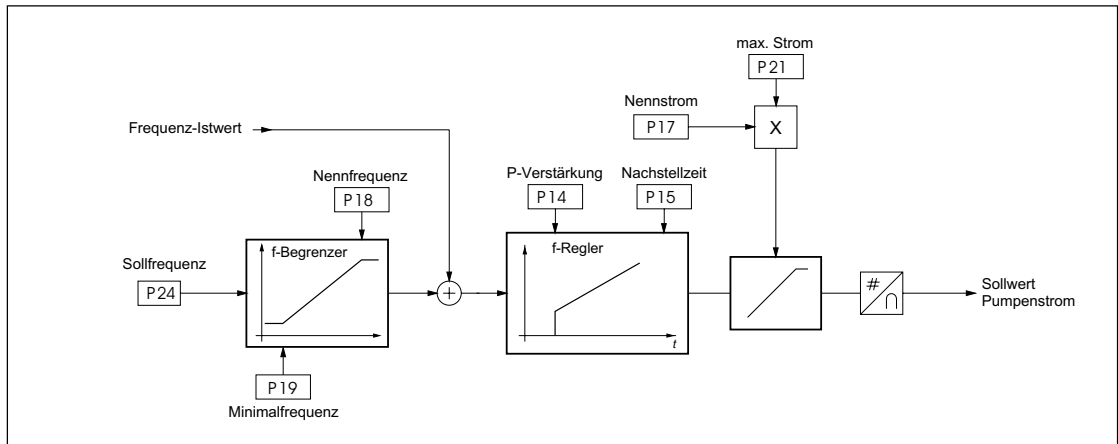 max. Strom
P21
Nennstrom
P17
X
Frequenz-Istwert
Nennfrequenz
P18
P-Verstärkung
P14
Nachstellzeit
P15
f-Begrenzer
f-Regler
Sollfrequenz
P24
+
t
#
∩
Sollwert
Pumpenstrom
P19
Minimalfrequenz